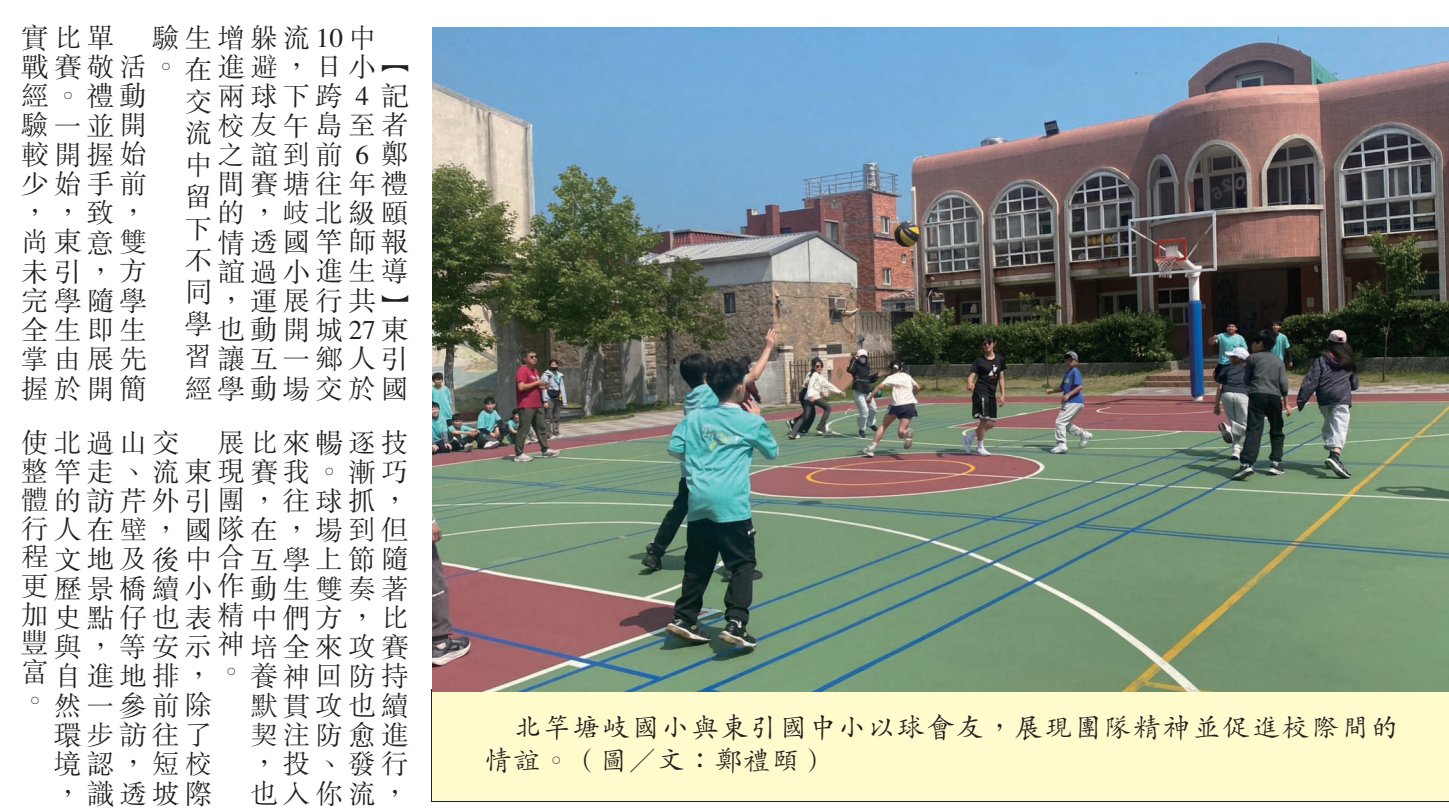 【記者鄭禮頤報導】東引國
中小4至6年級師生共27人於
10日跨島前往北竿進行城鄉交
流，下午到塘岐國小展開一場
躲避球友誼賽，透過運動互動
增進兩校之間的情誼，也讓學
生在交流中留下不同學習經
驗。
活動開始前，雙方學生先簡
單敬禮並握手致意，隨即展開
比賽。一開始，東引學生由於
實戰經驗較少，尚未完全掌握
技巧，但隨著比賽持續進行，
逐漸抓到節奏，攻防也愈發流
暢。球場上雙方來回攻防、你
來我往，學生們全神貫注投入
比賽，在互動中培養默契，也
展現團隊合作精神。
東引國中小表示，除了校際
交流外，後續也安排前往短坡
山、芹壁及橋仔等地參訪，透
過走訪在地景點，進一步認識
北竿的人文歷史與自然環境，
使整體行程更加豐富。
北竿塘岐國小與東引國中小以球會友，展現團隊精神並促進校際間的
情誼。（圖／文：鄭禮頤）